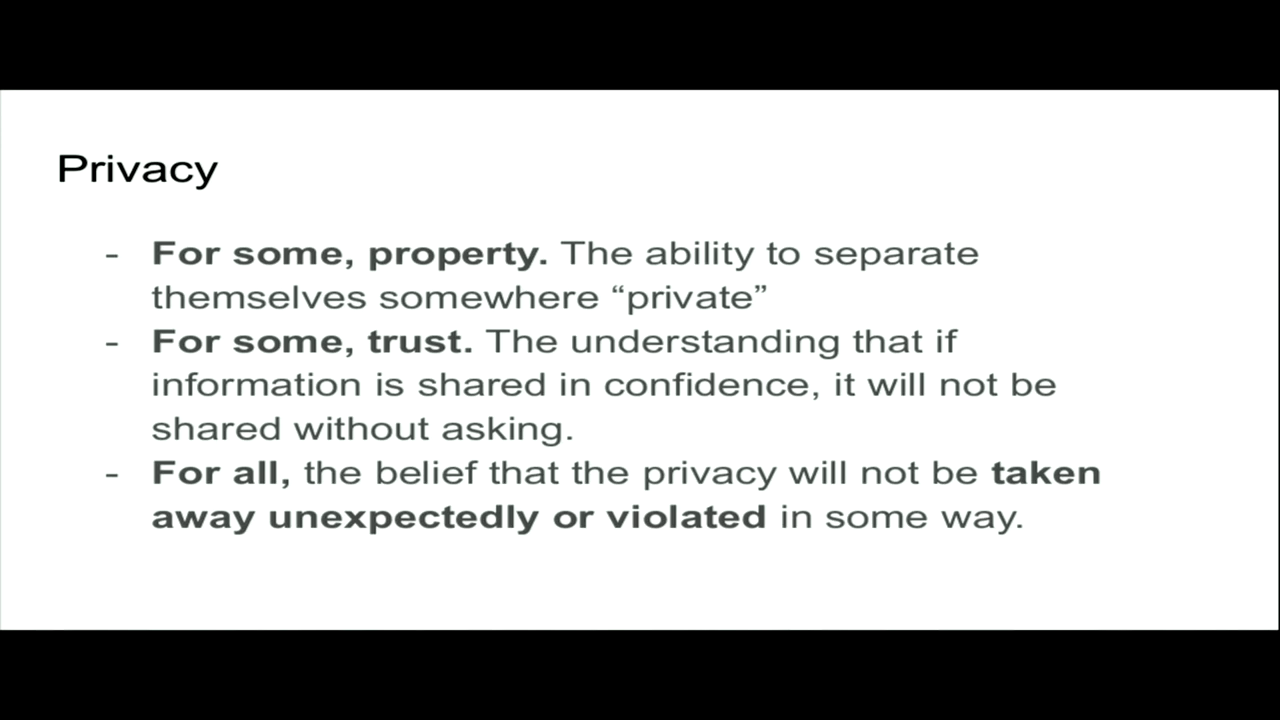 Privacy
- For some, property. The ability to separate
themselves somewhere “private”
- For some, trust. The understanding that if
information is shared in confidence, it will not be
shared without asking.
- For all, the belief that the privacy will not be taken
away unexpectedly or violated in some way.